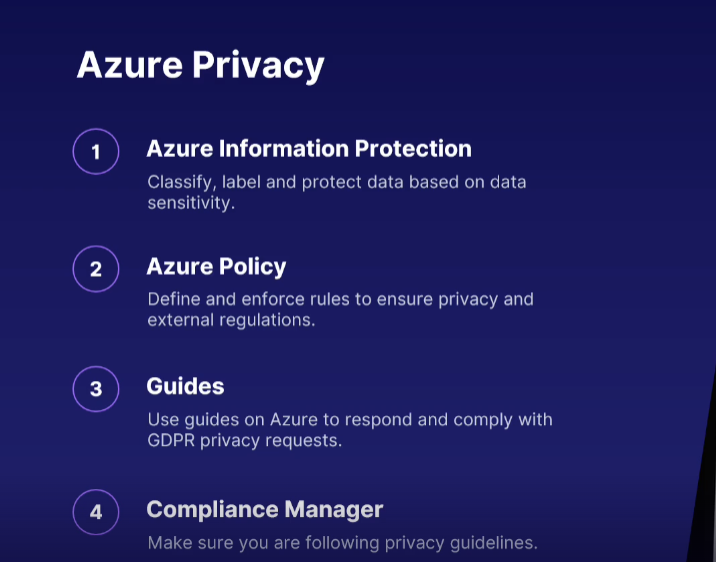 Azure Privacy
1
Azure Information Protection
Classify, label and protect data based on data
sensitivity.
2
Azure Policy
Define and enforce rules to ensure privacy and
external regulations.
3
Guides
Use guides on Azure to respond and comply with
GDPR privacy requests.
4
Compliance Manager
Make sure you are following privacy guidelines.